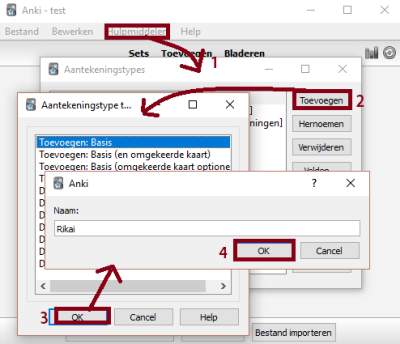 Anki - test
Bestand Bewerken Hulpmiddelen Help
1
Sets Toevoegen Bladeren
Aantekeningstypes
Toevoegen
2
Hernoemen
ningen]
Verwijderen
Velden
Aantekeningstype t...
Toevoegen: Basis
Toevoegen: Basis (en omgekeerde kaart)
Toevoegen: Basis (omgekeerde kaart optione
Anki
?
Naam:
Rikai
4
OK Cancel
3
OK Cancel Help
Bestand importeren